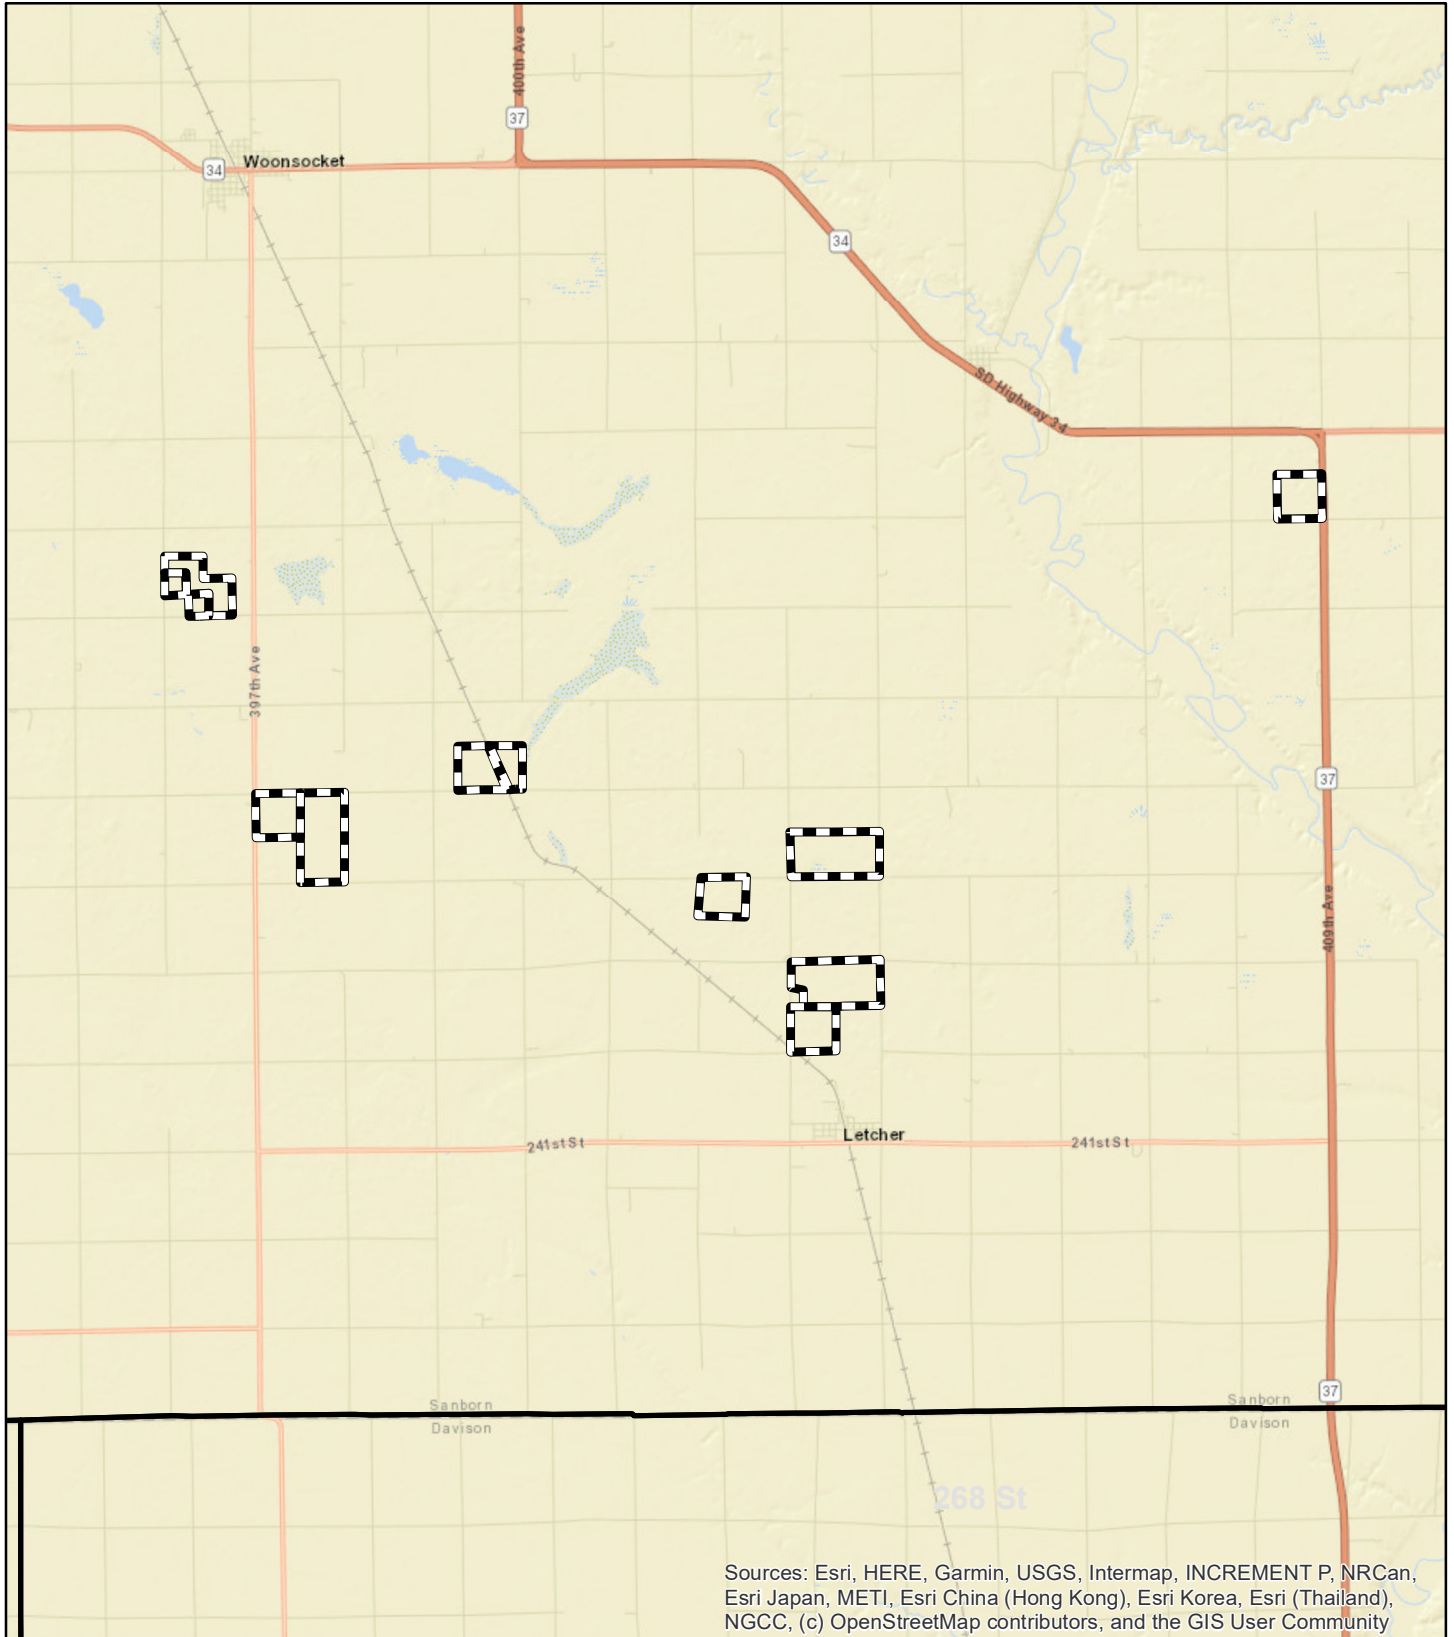 400th Ave
37
Woonsocket
34
34
SD Highway 34
397th Ave
37
409th Ave
Letcher
241st St
241st St
37
Sanborn
Davison
Sanborn
Davison
268 St
Sources: Esri, HERE, Garmin, USGS, Intermap, INCREMENT P, NRCan,
Esri Japan, METI, Esri China (Hong Kong), Esri Korea, Esri (Thailand),
NGCC, (c) OpenStreetMap contributors, and the GIS User Community